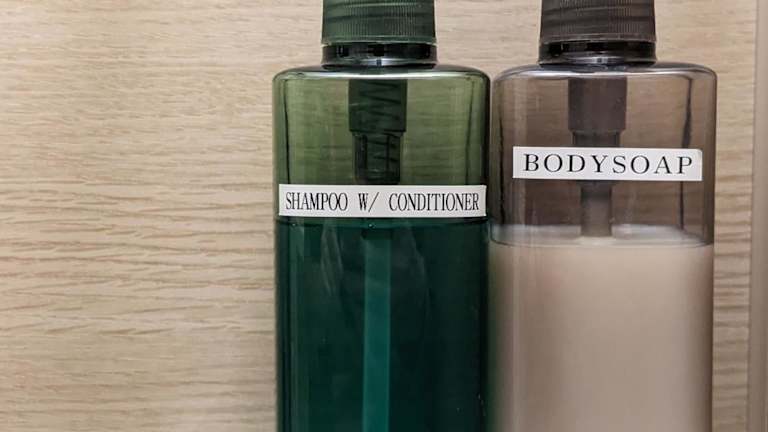 SHAMPOO W/ CONDITIONER
BODYSOAP